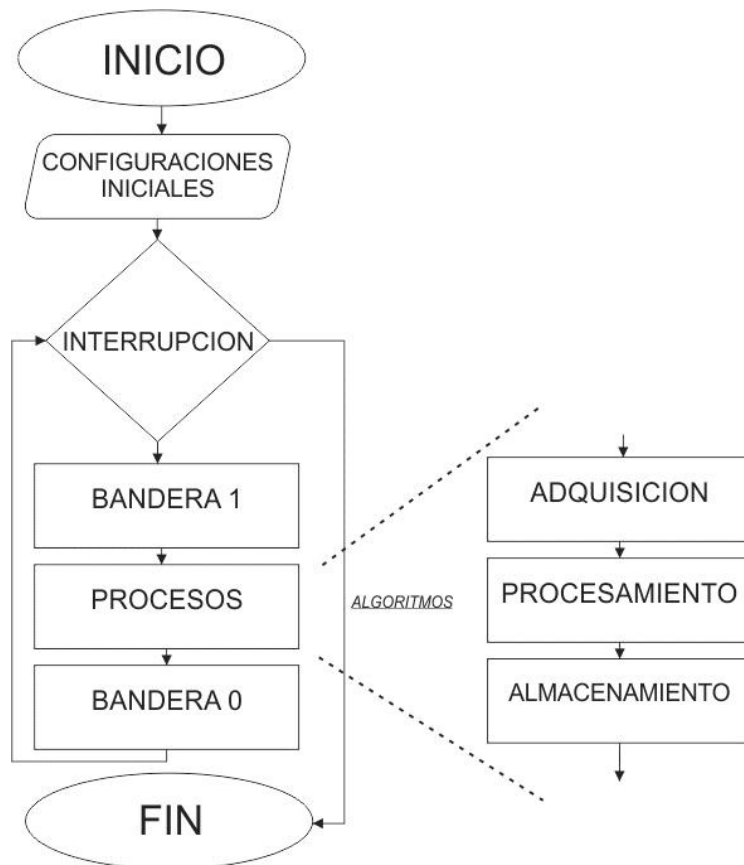 INICIO
CONFIGURACIONES
INICIALES
INTERRUPCION
BANDERA 1
PROCESOS
BANDERA 0
FIN
ALGORITMOS
ADQUISICION
PROCESAMIENTO
ALMACENAMIENTO